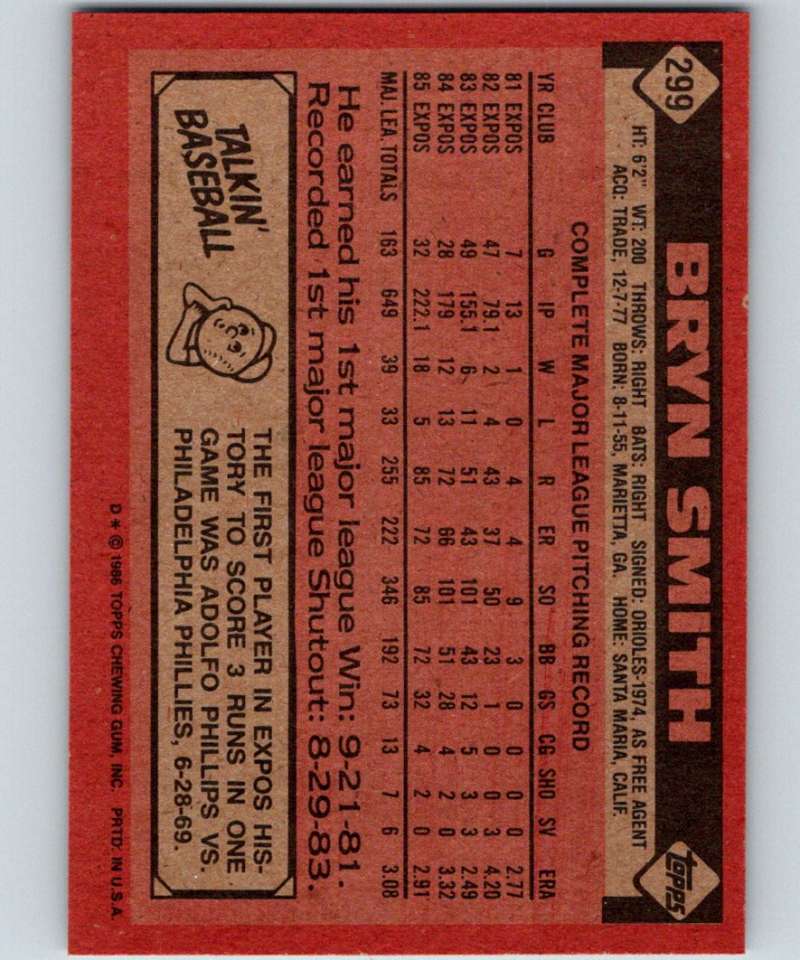 299
BRYN SMITH
topps
HT: 6'2" WT: 200 THROWS: RIGHT BATS: RIGHT SIGNED: ORIOLES-1974, AS FREE AGENT
ACQ: TRADE, 12-7-77 BORN: 8-11-55, MARIETTA, GA. HOME: SANTA MARIA, CALIF.
COMPLETE MAJOR LEAGUE PITCHING RECORD
YR CLUB G IP W L R ER SO BB GS CG SHO SV ERA
81 EXPOS 7 13 1 0 4 4 9 3 0 0 0 0 2.77
82 EXPOS 47 79.1 2 4 43 37 50 23 1 0 0 3 4.20
83 EXPOS 49 155.1 6 11 51 43 101 43 12 5 3 3 2.49
84 EXPOS 28 179 12 13 72 66 101 51 28 4 2 0 3.32
85 EXPOS 32 222.1 18 5 85 72 85 72 32 4 2 0 2.91
MAJ. LEA. TOTALS 163 649 39 33 255 222 346 192 73 13 7 6 3.08
He earned his 1st major league Win: 9-21-81.
Recorded 1st major league Shutout: 8-29-83.
TALKIN'
BASEBALL
THE FIRST PLAYER IN EXPOS HIS-
TORY TO SCORE 3 RUNS IN ONE
GAME WAS ADOLFO PHILLIPS VS.
PHILADELPHIA PHILLIES, 6-28-69.
D * © 1986 TOPPS CHEWING GUM, INC. PRTD. IN U.S.A.